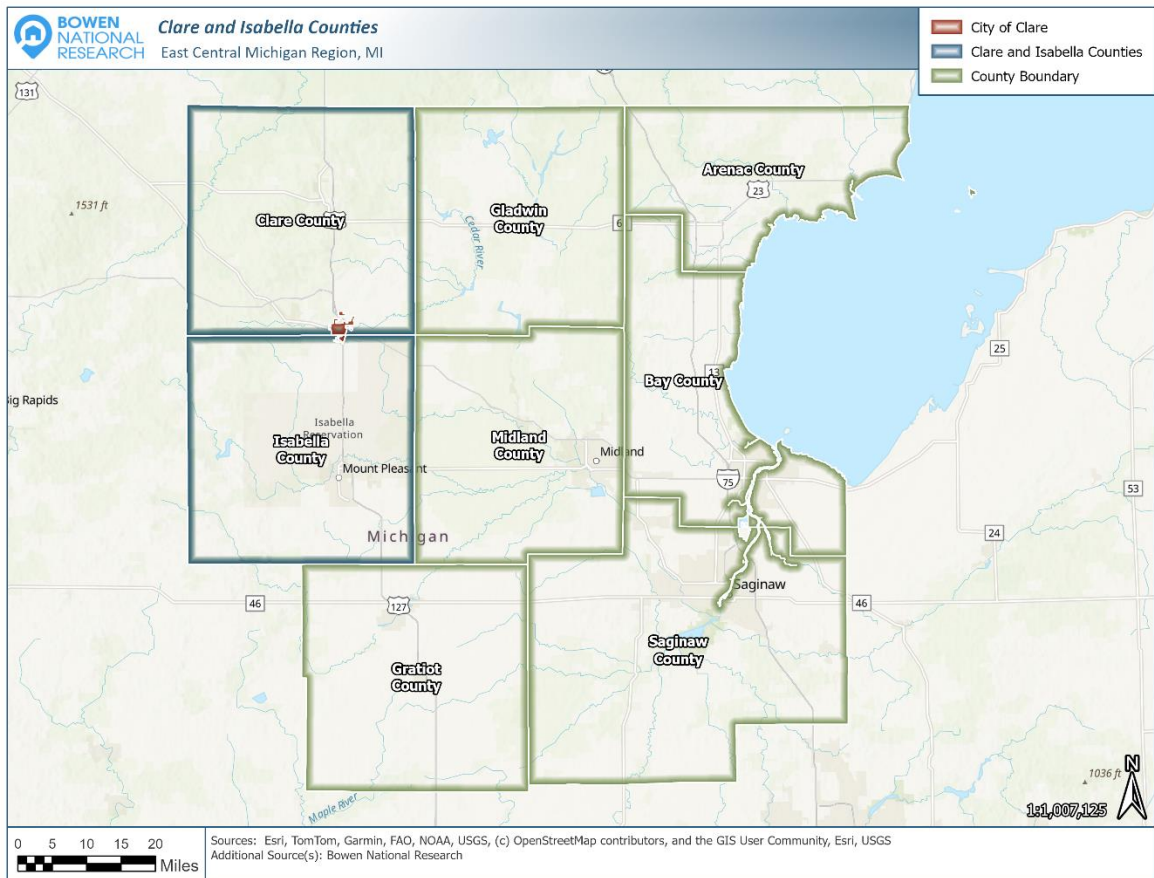 BOWEN
NATIONAL
RESEARCH
Clare and Isabella Counties
East Central Michigan Region, MI
City of Clare
Clare and Isabella Counties
County Boundary
131
Arenac County
23
1531 ft
Clare County
Gladwin
County
6
Cedar River
25
13
Bay County
Big Rapids
Isabella
Reservation
Isabella
County
Midland
County
Midland
Mount Pleasant
75
53
Michigan
24
Saginaw
46
127
46
Saginaw
County
Gratiot
County
1036 ft
N
Maple River
1:1,007,125
0 5 10 15 20
Miles
Sources: Esri, TomTom, Garmin, FAO, NOAA, USGS, (c) OpenStreetMap contributors, and the GIS User Community, Esri, USGS
Additional Source(s): Bowen National Research